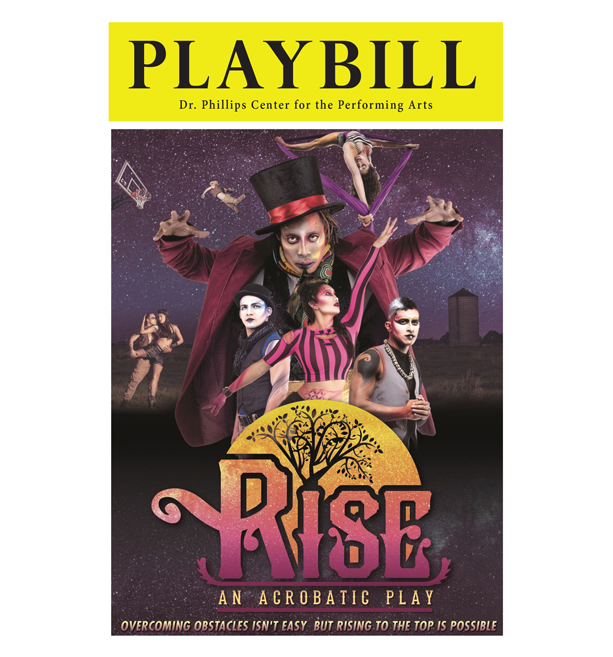 PLAYBILL
Dr. Phillips Center for the Performing Arts
RISE
AN ACROBATIC PLAY
OVERCOMING OBSTACLES ISN'T EASY BUT RISING TO THE TOP IS POSSIBLE